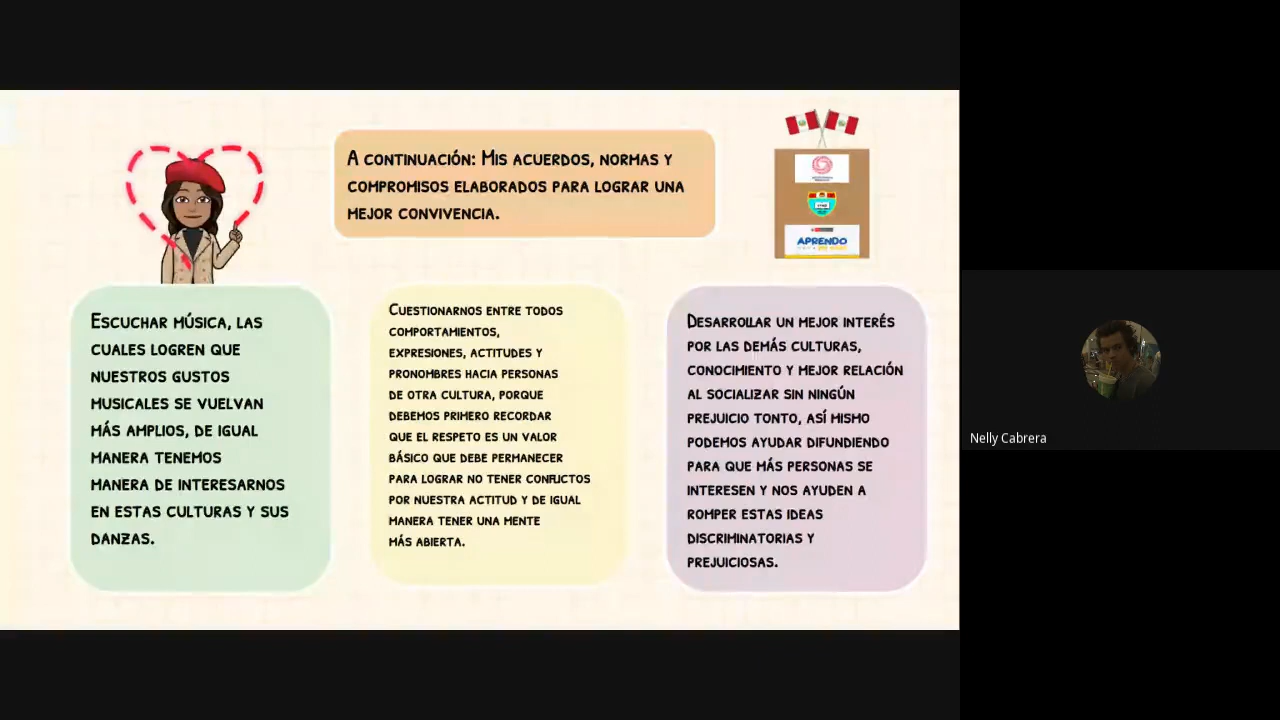 A CONTINUACIÓN: MIS ACUERDOS, NORMAS Y
COMPROMISOS ELABORADOS PARA LOGRAR UNA
MEJOR CONVIVENCIA.
APRENDO
ESCUCHAR MÚSICA, LAS
CUALES LOGREN QUE
NUESTROS GUSTOS
MUSICALES SE VUELVAN
MÁS AMPLIOS, DE IGUAL
MANERA TENEMOS
MANERA DE INTERESARNOS
EN ESTAS CULTURAS Y SUS
DANZAS.
CUESTIONARNOS ENTRE TODOS
COMPORTAMIENTOS,
EXPRESIONES, ACTITUDES Y
PRONOMBRES HACIA PERSONAS
DE OTRA CULTURA, PORQUE
DEBEMOS PRIMERO RECORDAR
QUE EL RESPETO ES UN VALOR
BÁSICO QUE DEBE PERMANECER
PARA LOGRAR NO TENER CONFLICTOS
POR NUESTRA ACTITUD Y DE IGUAL
MANERA TENER UNA MENTE
MÁS ABIERTA.
DESARROLLAR UN MEJOR INTERÉS
POR LAS DEMÁS CULTURAS,
CONOCIMIENTO Y MEJOR RELACIÓN
AL SOCIALIZAR SIN NINGÚN
PREJUICIO TONTO, ASÍ MISMO
PODEMOS AYUDAR DIFUNDIENDO
PARA QUE MÁS PERSONAS SE
INTERESEN Y NOS AYUDEN A
ROMPER ESTAS IDEAS
DISCRIMINATORIAS Y
PREJUICIOSAS.
Nelly Cabrera